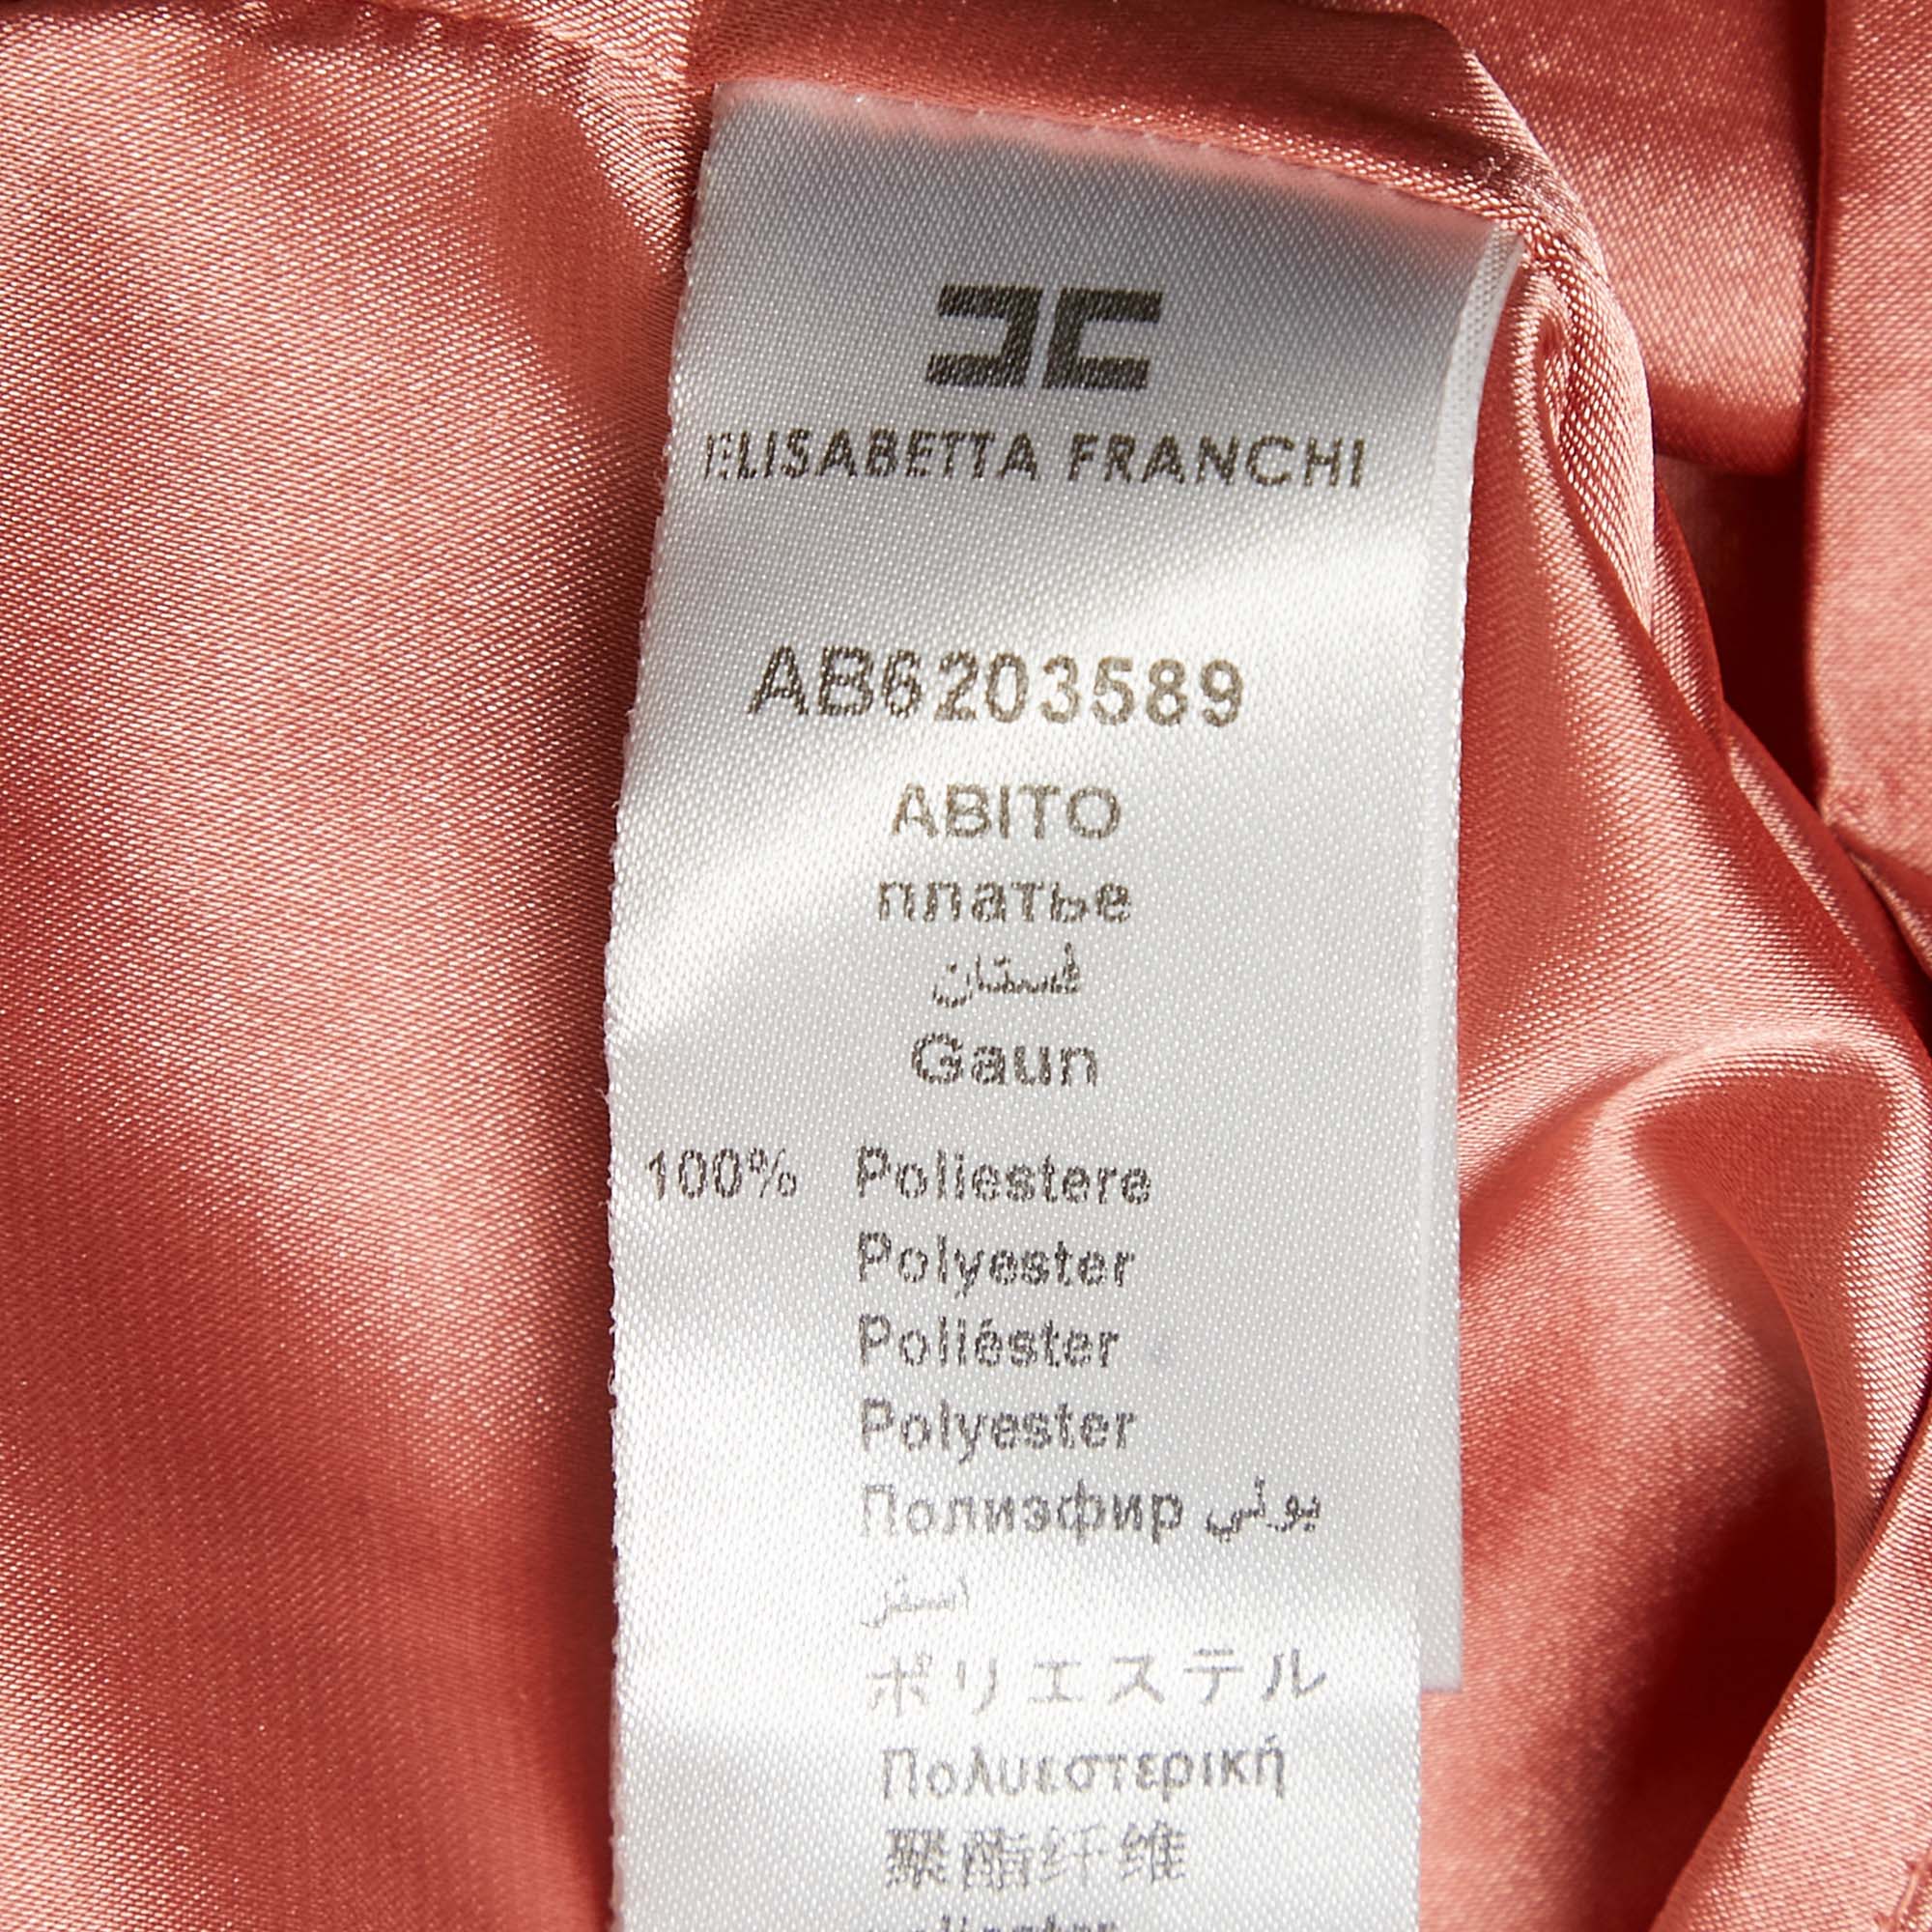 ELISABETTA FRANCHI
AB6203589
ABITO
платье
فستان
Gaun
100% Poliestere
Polyester
Poliéster
Polyester
Полиэфир بولي
استر
ポリエステル
Πολυεστερική
聚酯纤维